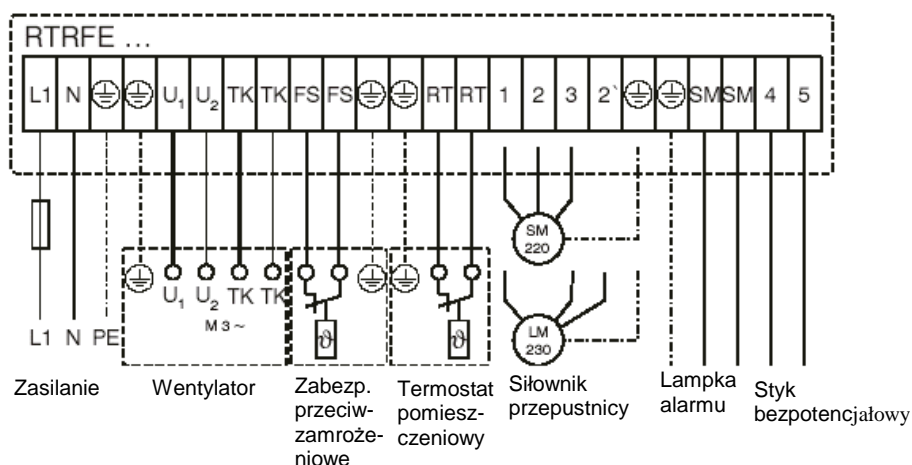 RTRFE ...
L1 N U1 U2 TK TK FS FS RT RT 1 2 3 2` SM SM 4 5
SM
220
U1 U2 TK TK
M 3 ~
ϑ ϑ
LM
230
L1 N PE
Zasilanie
Wentylator
Zabezp.
przeciw-
zamroże-
niowe
Termostat
pomiesz-
czeniowy
Siłownik
przepustnicy
Lampka
alarmu
Styk
bezpotencjałowy